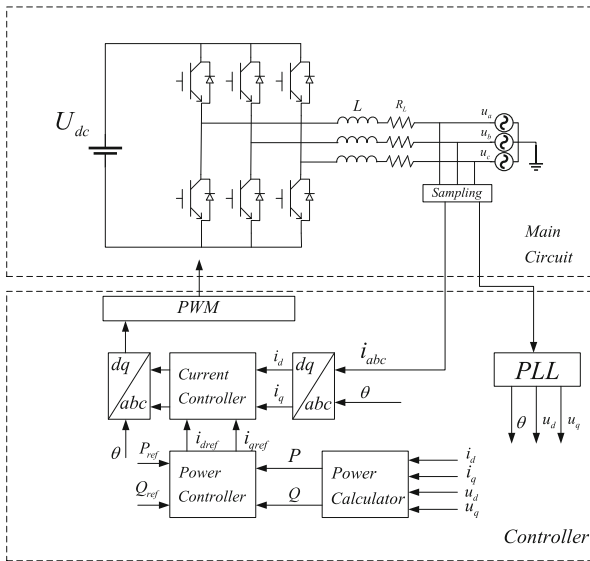 U_dc
L
R_L
u_a
u_b
u_c
Sampling
Main
Circuit
PWM
dq
abc
Current
Controller
i_d
i_q
dq
abc
i_abc
θ
PLL
θ
u_d
u_q
θ
i_dref
i_qref
P_ref
Q_ref
Power
Controller
P
Q
Power
Calculator
i_d
i_q
u_d
u_q
Controller